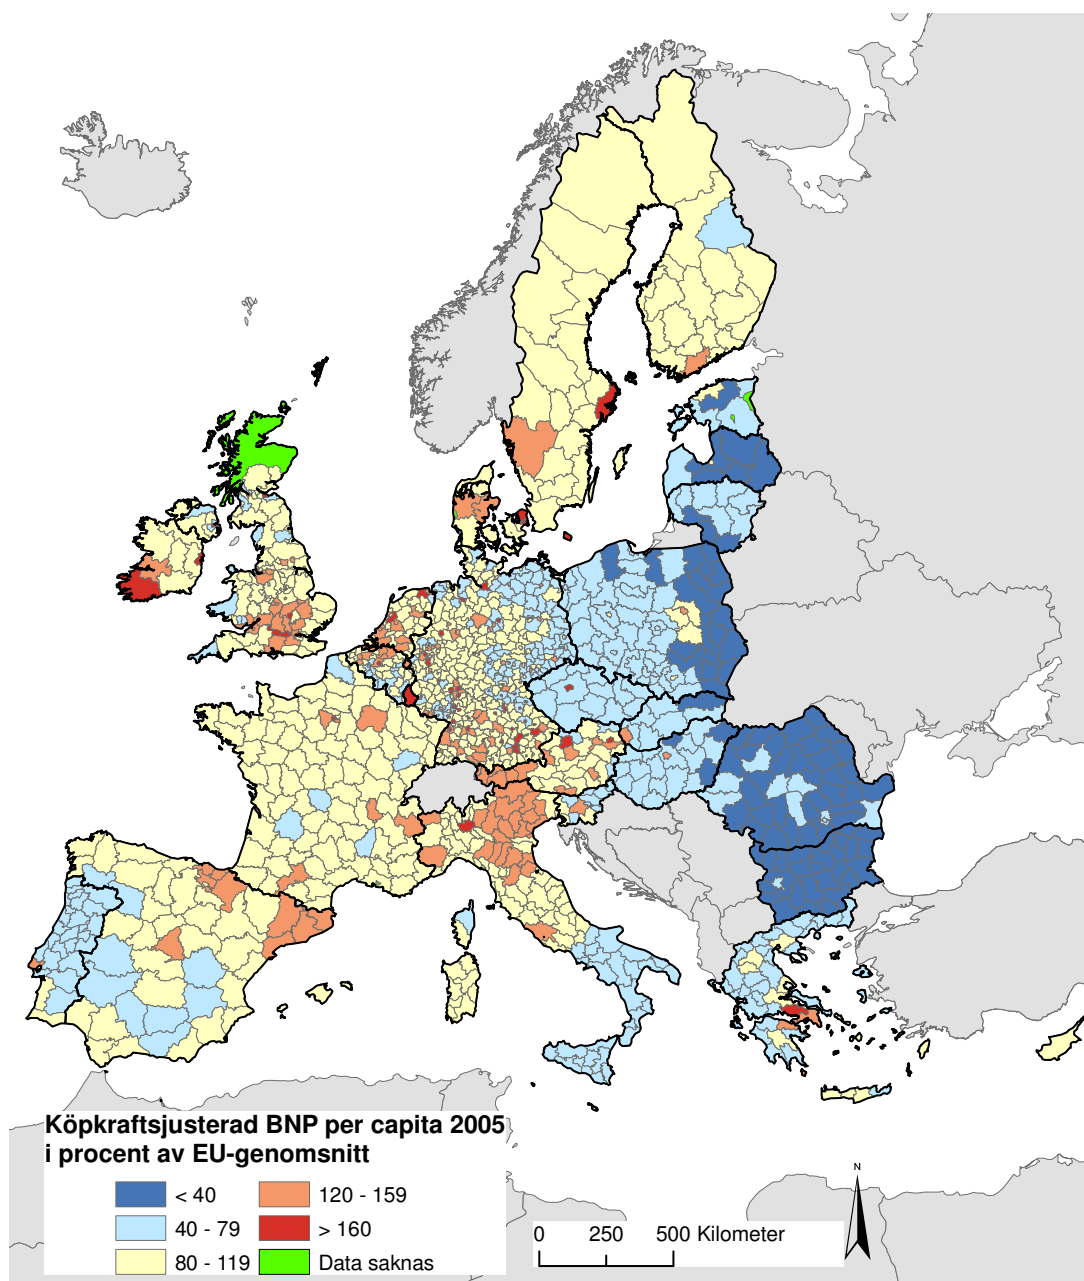 Köpkraftsjusterad BNP per capita 2005
i procent av EU-genomsnitt
< 40
120 - 159
40 - 79
> 160
80 - 119
Data saknas
N
0 250 500 Kilometer